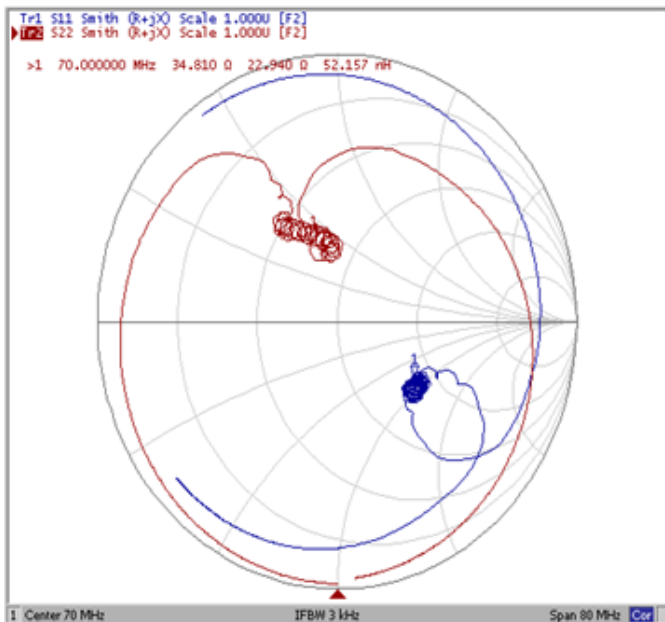 Tr1 S11 Smith (R+jX) Scale 1.000U [F2]
Tr2 S22 Smith (R+jX) Scale 1.000U [F2]
>1 70.000000 MHz 34.810 Ω 22.940 Ω 52.157 nH
1
1 Center 70 MHz IFBW 3 kHz Span 80 MHz Cor